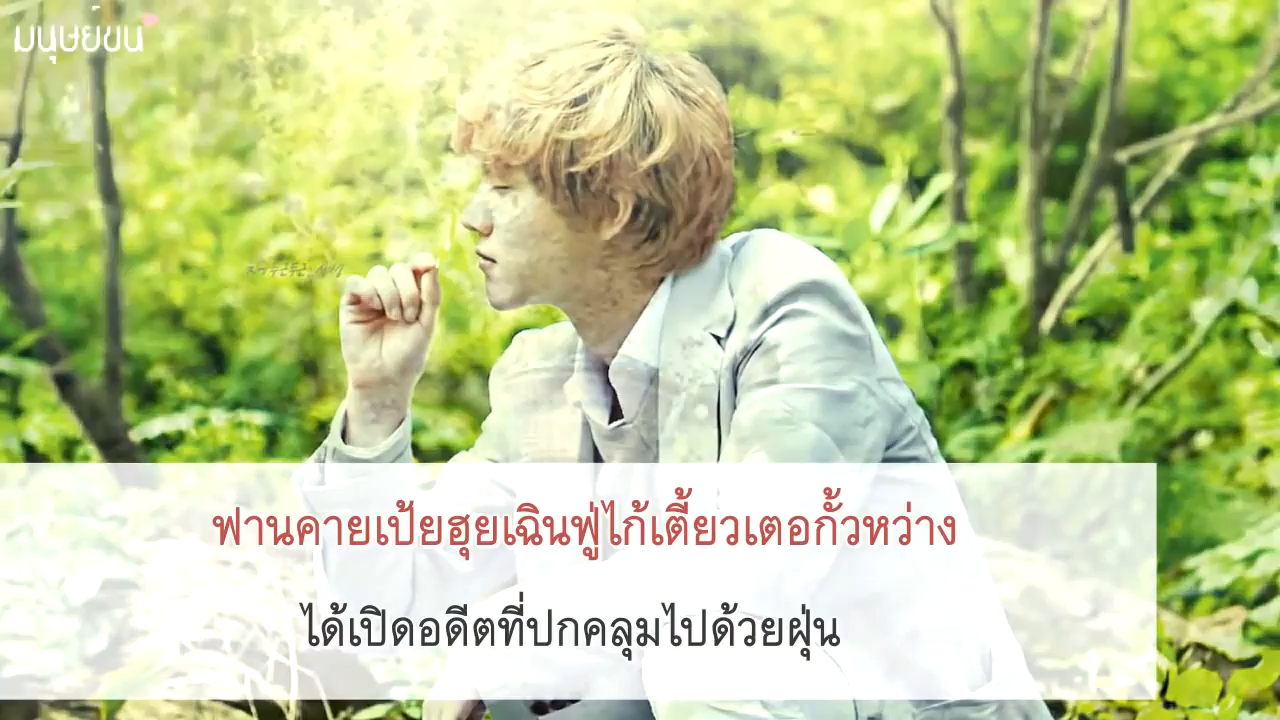 มนุษย์ขน
ฟานคายเป้ยฮุยเฉินฟู่ไก้เตี้ยวเตอกั้วหว่าง
ได้เปิดอดีตที่ปกคลุมไปด้วยฝุ่น